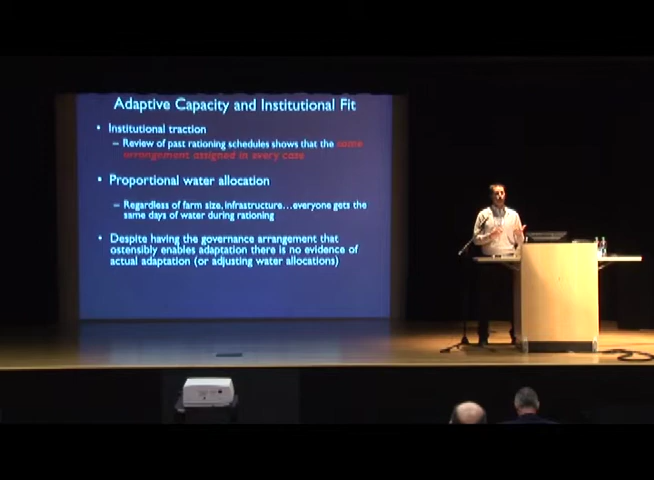 Adaptive Capacity and Institutional Fit
• Institutional traction
– Review of past rationing schedules shows that the same
arrangement assigned in every case
• Proportional water allocation
– Regardless of farm size, infrastructure…everyone gets the
same days of water during rationing
• Despite having the governance arrangement that
ostensibly enables adaptation there is no evidence of
actual adaptation (or adjusting water allocations)